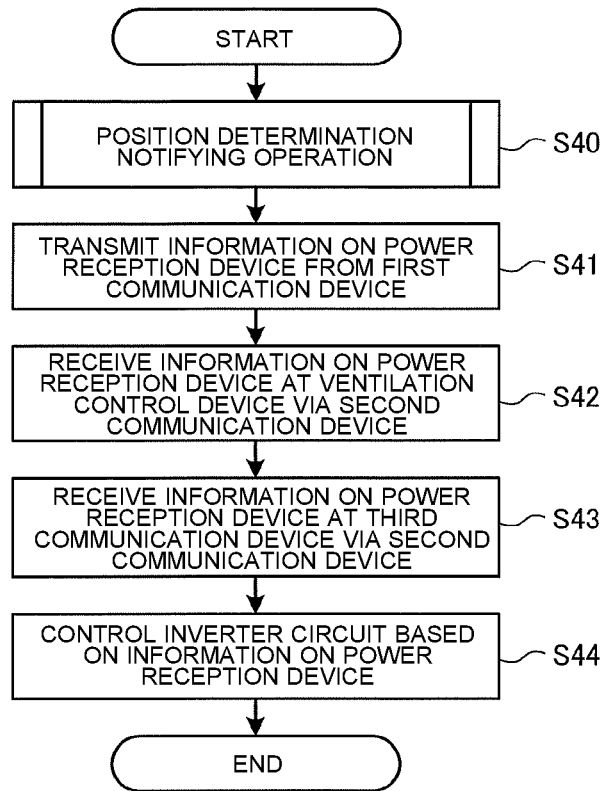 START
POSITION DETERMINATION
NOTIFYING OPERATION
S40
TRANSMIT INFORMATION ON POWER
RECEPTION DEVICE FROM FIRST
COMMUNICATION DEVICE
S41
RECEIVE INFORMATION ON POWER
RECEPTION DEVICE AT VENTILATION
CONTROL DEVICE VIA SECOND
COMMUNICATION DEVICE
S42
RECEIVE INFORMATION ON POWER
RECEPTION DEVICE AT THIRD
COMMUNICATION DEVICE VIA SECOND
COMMUNICATION DEVICE
S43
CONTROL INVERTER CIRCUIT BASED
ON INFORMATION ON POWER
RECEPTION DEVICE
S44
END